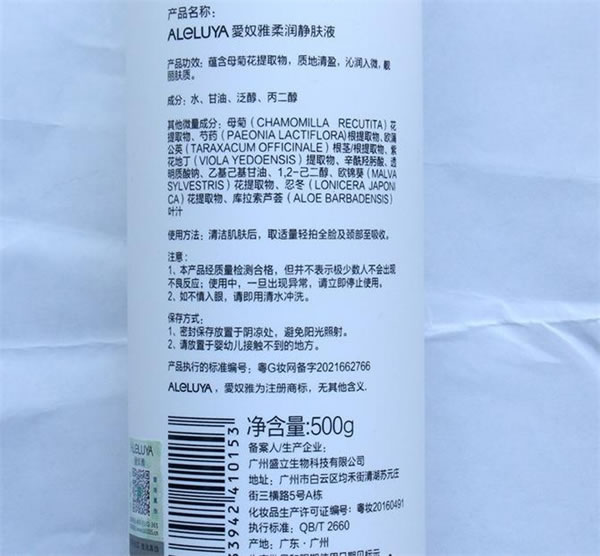 产品名称：
ALeLUYA 愛奴雅柔润静肤液
产品功效：蕴含母菊花提取物，质地清盈，沁润入微，靓
丽肤质。
成分：水、甘油、泛醇、丙二醇
其他微量成分：母菊（CHAMOMILLA RECUTITA）花
提取物、芍药（PAEONIA LACTIFLORA)根提取物、欧蒲
公英（TARAXACUM OFFICINALE）根茎/根提取物、紫
花地丁（VIOLA YEDOENSIS）提取物、辛酰羟肟酸、透
明质酸钠、乙基己基甘油、1,2-己二醇、欧锦葵（MALVA
SYLVESTRIS）花提取物、忍冬（LONICERA JAPONI
CA）花提取物、库拉索芦荟（ALOE BARBADENSIS）
叶汁
使用方法：清洁肌肤后，取适量轻拍全脸及颈部至吸收。
注意：
1、本产品经质量检测合格，但并不表示极少数人不会出现
不良反应；使用中，一旦出现异常，请立即停止使用。
2、如不慎入眼，请即用清水冲洗。
保存方式：
1、密封保存放置于阴凉处，避免阳光照射。
2、请放置于婴幼儿接触不到的地方。
产品执行的标准编号：粤G妆网备字2021662766
ALeLUYA，愛奴雅为注册商标，无其他含义.
净含量:500g
备案人/生产企业：
广州盛立生物科技有限公司
地址：广州市白云区均禾街清湖苏元庄
街三横路5号A栋
化妆品生产许可证编号：粤妆20160491
执行标准：QB/T 2660
产地：广东·广州
53942410153
ALeLUYA